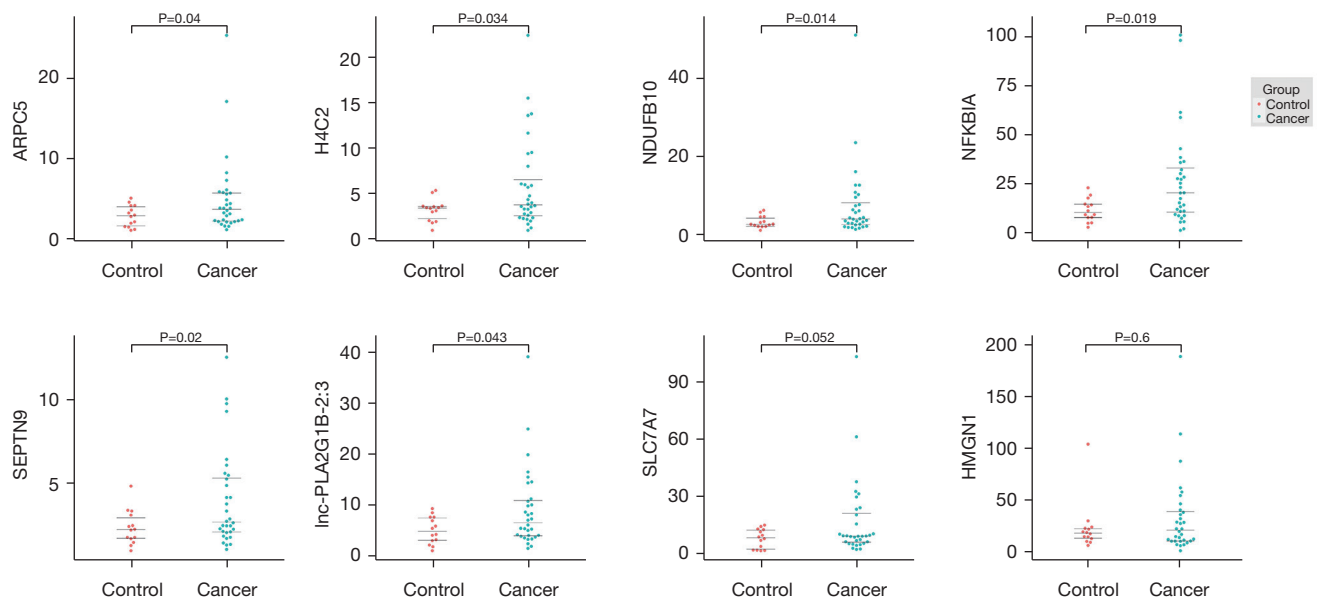 P=0.04
ARPC5
20
10
0
Control Cancer
P=0.034
H4C2
20
15
10
5
0
Control Cancer
P=0.014
NDUFB10
40
20
0
Control Cancer
P=0.019
NFKBIA
100
75
50
25
0
Control Cancer
Group
Control
Cancer
P=0.02
SEPTN9
10
5
Control Cancer
P=0.043
lnc-PLA2G1B-2:3
40
30
20
10
0
Control Cancer
P=0.052
SLC7A7
90
60
30
0
Control Cancer
P=0.6
HMGN1
200
150
100
50
0
Control Cancer